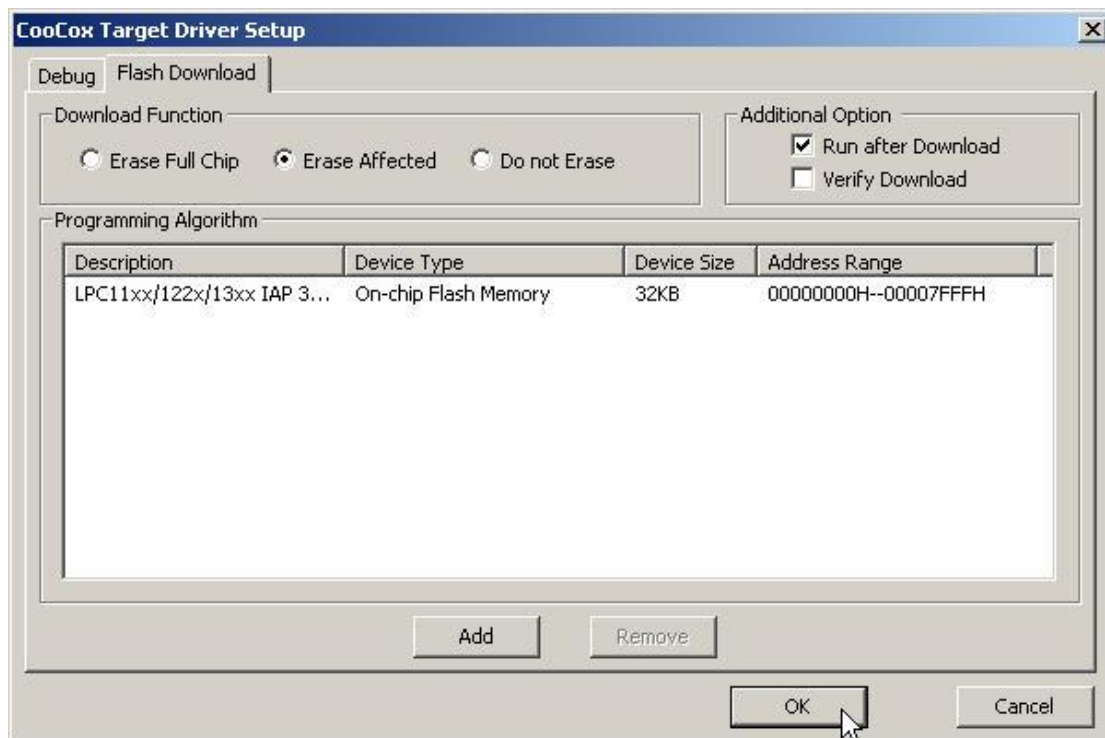 CooCox Target Driver Setup
Debug Flash Download
Download Function
Erase Full Chip Erase Affected Do not Erase
Additional Option
Run after Download
Verify Download
Programming Algorithm
Description Device Type Device Size Address Range
LPC11xx/122x/13xx IAP 3... On-chip Flash Memory 32KB 00000000H--00007FFFH
Add Remove
OK Cancel